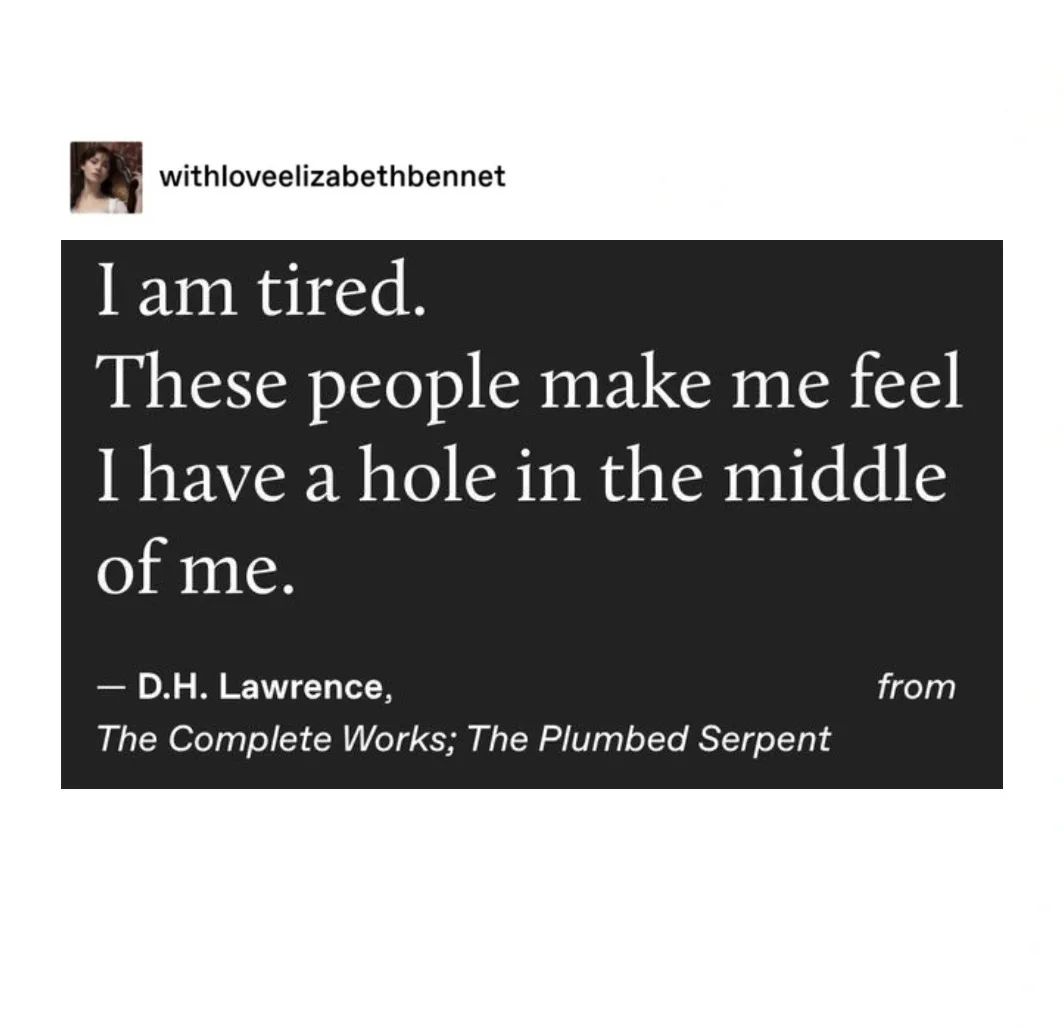 withloveelizabethbennet
I am tired.
These people make me feel
I have a hole in the middle
of me.
— D.H. Lawrence, from
The Complete Works; The Plumbed Serpent